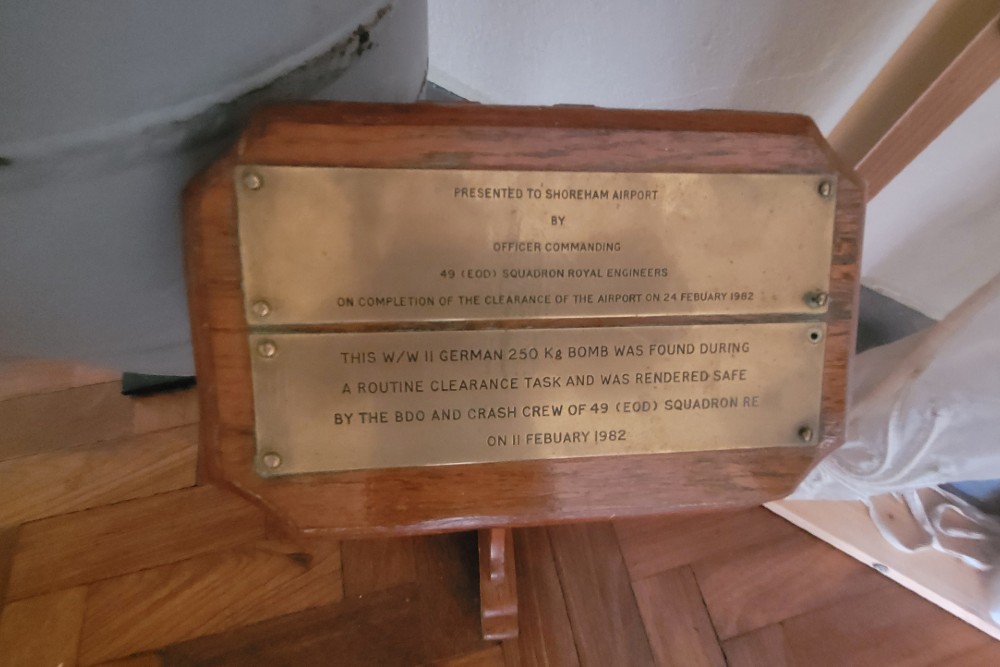 PRESENTED TO SHOREHAM AIRPORT
BY
OFFICER COMMANDING
49 (EOD) SQUADRON ROYAL ENGINEERS
ON COMPLETION OF THE CLEARANCE OF THE AIRPORT ON 24 FEBUARY 1982
THIS W/W II GERMAN 250 Kg BOMB WAS FOUND DURING
A ROUTINE CLEARANCE TASK AND WAS RENDERED SAFE
BY THE BDO AND CRASH CREW OF 49 (EOD) SQUADRON RE
ON 11 FEBUARY 1982